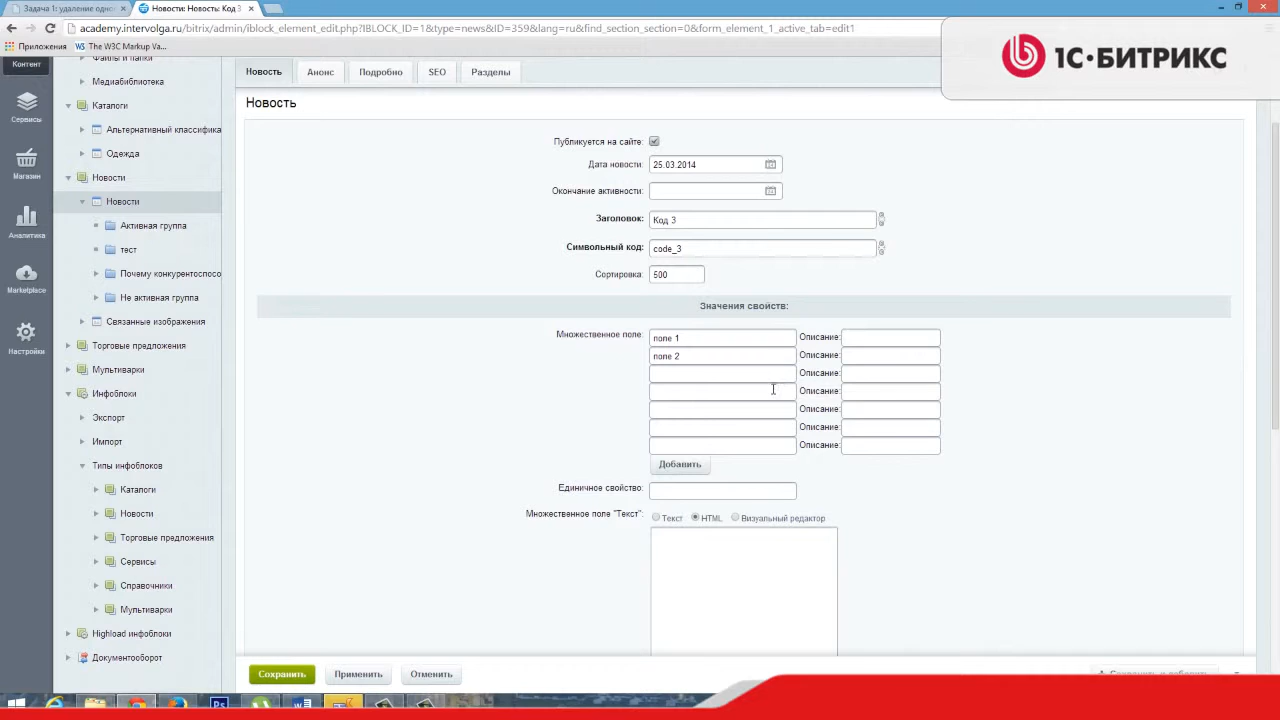 Задача 1: удаление одно
Новость: Новость: Код 3
academy.intervolga.ru/bitrix/admin/iblock_element_edit.php?IBLOCK_ID=1&type=news&ID=359&lang=ru&find_section_section=0&form_element_1_active_tab=edit1
Приложения
The W3C Markup Va...
1С·БИТРИКС
Контент
Сервисы
Магазин
Аналитика
Marketplace
Настройки
Файлы и папки
Медиабиблиотека
Каталоги
Альтернативный классифика
Одежда
Новости
Новости
Активная группа
тест
Почему конкурентоспосо
Не активная группа
Связанные изображения
Торговые предложения
Мультиварки
Инфоблоки
Экспорт
Импорт
Типы инфоблоков
Каталоги
Новости
Торговые предложения
Сервисы
Справочники
Мультиварки
Highload инфоблоки
Документооборот
Новость Анонс Подробно SEO Разделы
Новость
Публикуется на сайте:
Дата новости: 25.03.2014
Окончание активности:
Заголовок: Код 3
Символьный код: code_3
Сортировка: 500
Значения свойств:
Множественное поле: поле 1 Описание:
поле 2 Описание:
Описание:
Описание:
Описание:
Описание:
Описание:
Добавить
Единичное свойство:
Множественное поле "Текст": Текст HTML Визуальный редактор
Сохранить Применить Отменить